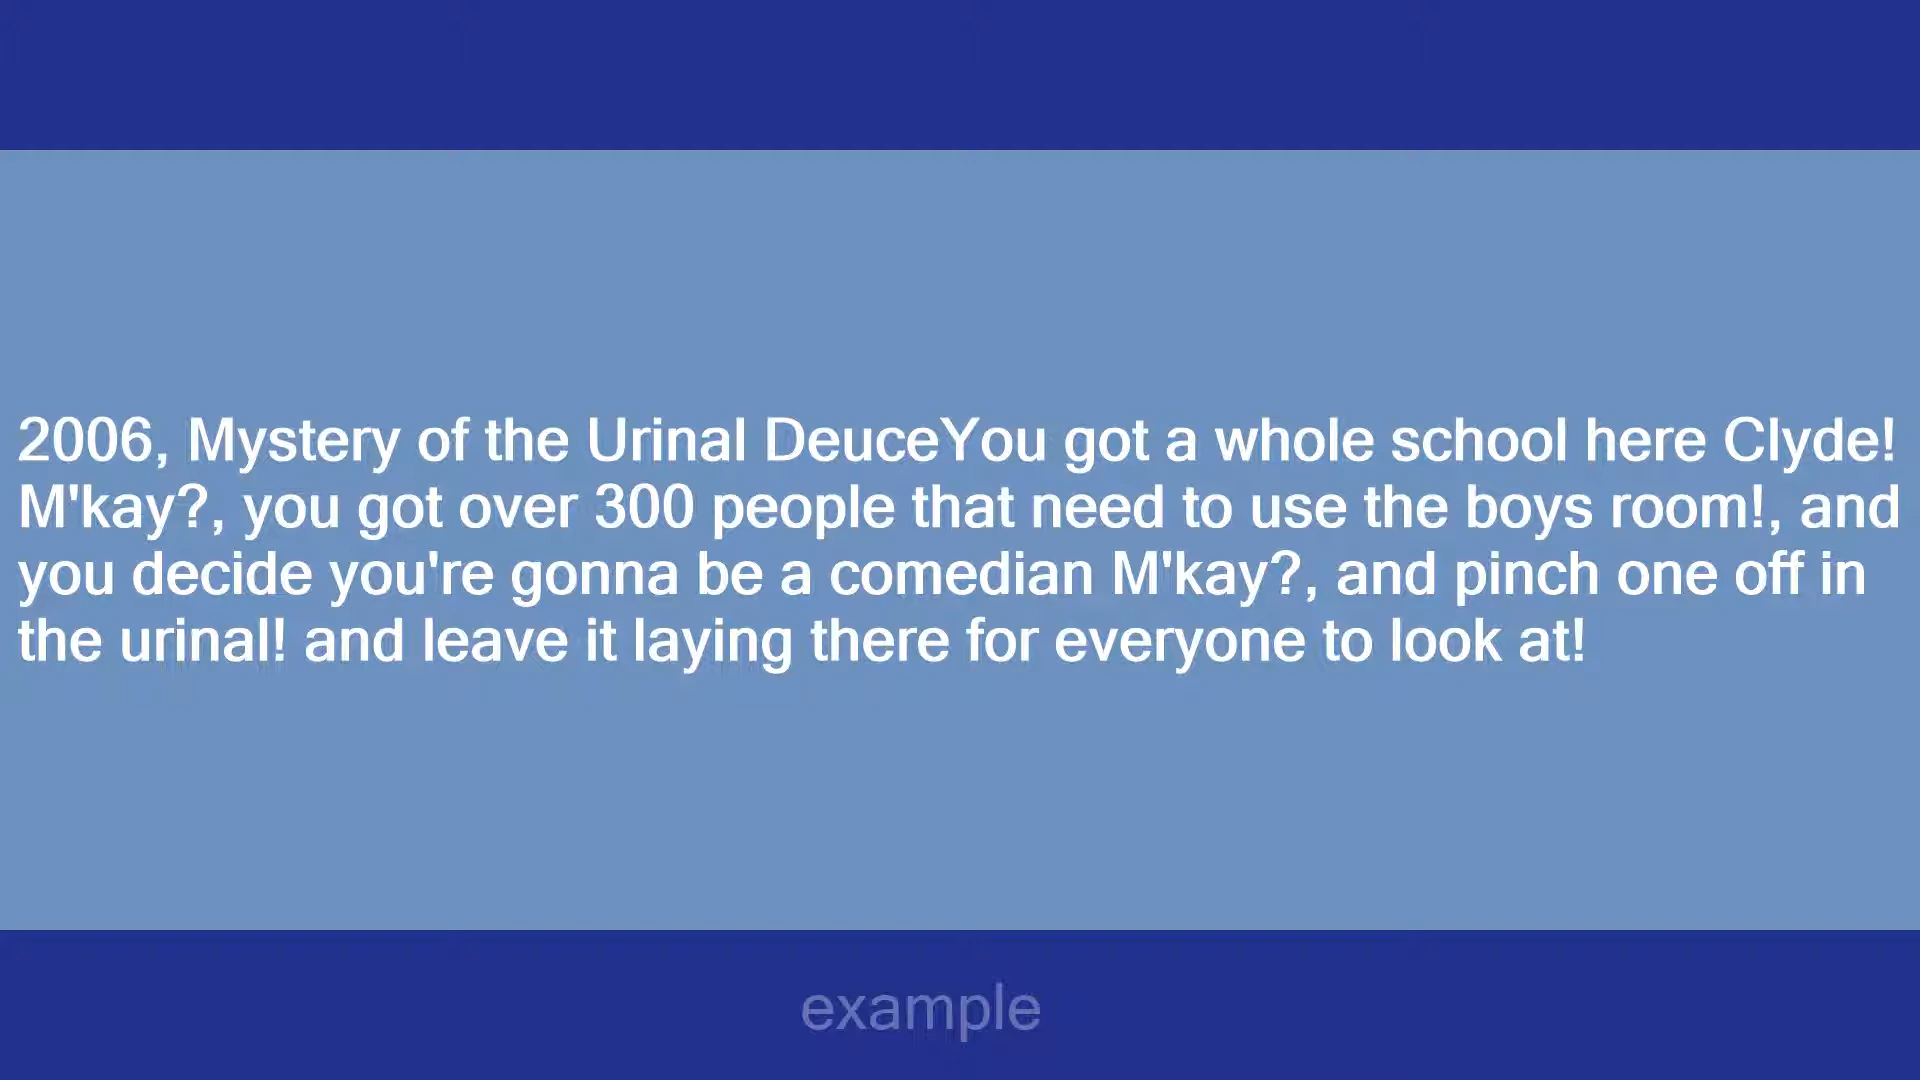 2006, Mystery of the Urinal DeuceYou got a whole school here Clyde!
M'kay?, you got over 300 people that need to use the boys room!, and
you decide you're gonna be a comedian M'kay?, and pinch one off in
the urinal! and leave it laying there for everyone to look at!
example